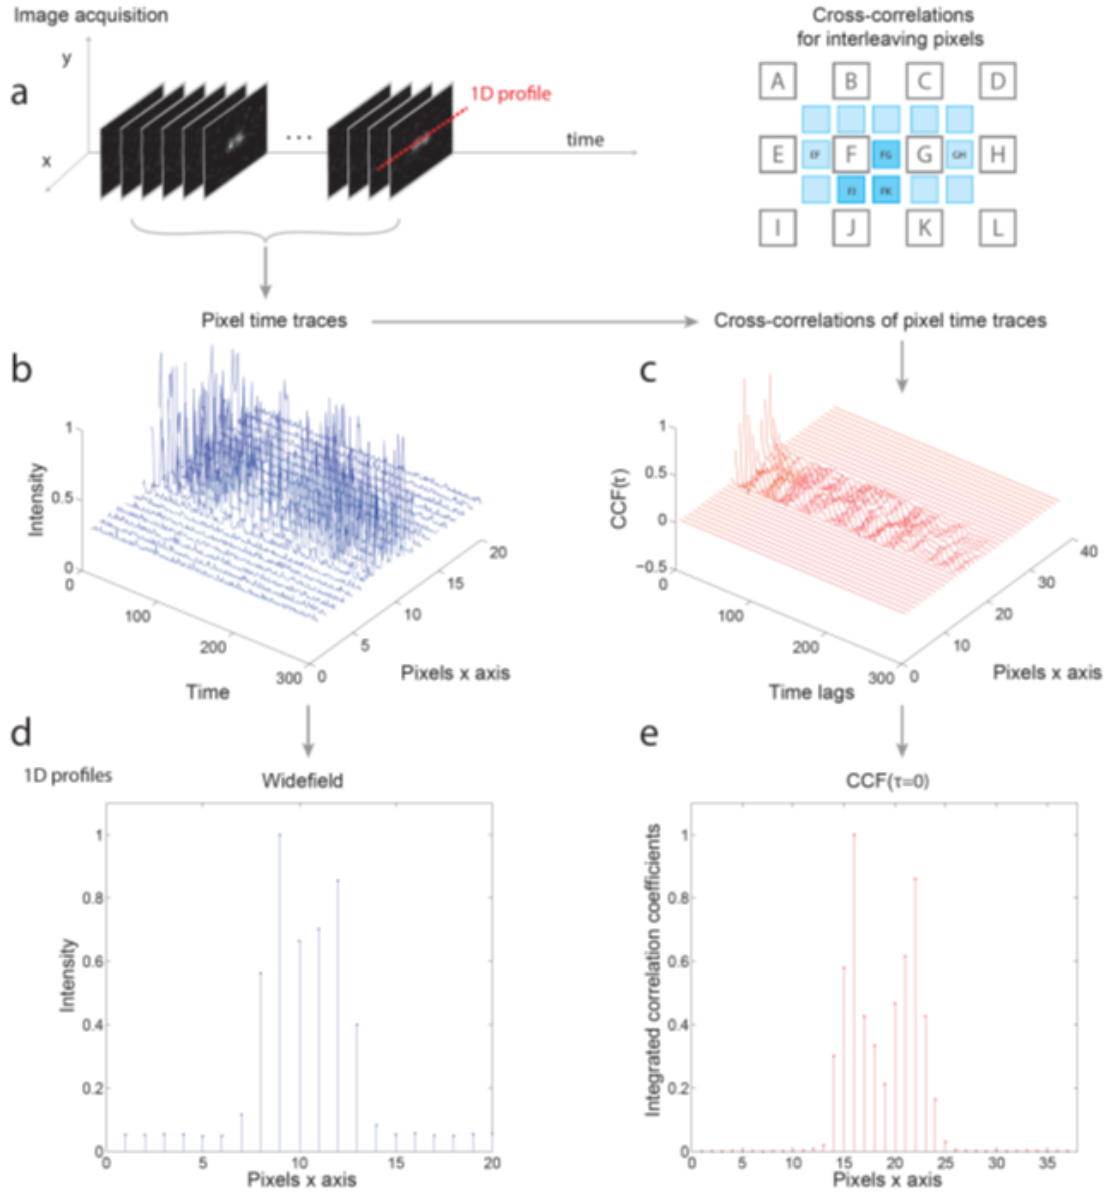 Image acquisition
Cross-correlations
for interleaving pixels
a
y
x
1D profile
...
time
A B C D
EF FG GH
E F G H
FJ FK
I J K L
Pixel time traces
Cross-correlations of pixel time traces
b
Intensity
1
0.5
0
0
100
200
300
Time
0
5
10
15
20
Pixels x axis
c
CCF(τ)
1
0.5
0
−0.5
0
100
200
300
Time lags
0
10
20
30
40
Pixels x axis
d
1D profiles
Widefield
Intensity
1
0.8
0.6
0.4
0.2
0
0 5 10 15 20
Pixels x axis
e
CCF(τ=0)
Integrated correlation coefficients
1
0.8
0.6
0.4
0.2
0
0 5 10 15 20 25 30 35
Pixels x axis